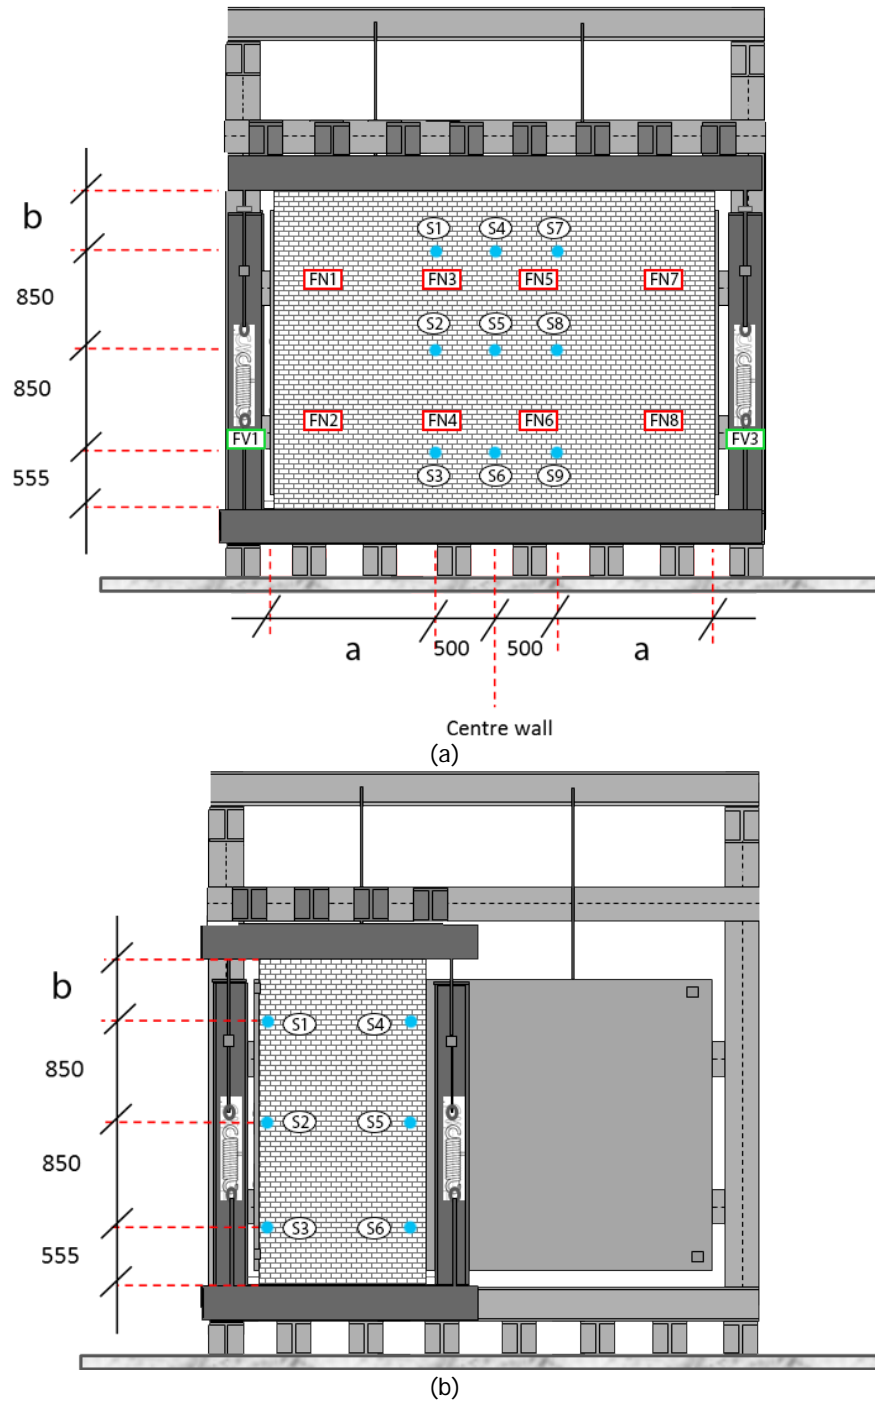 b
850
850
555
S1 S4 S7
FN1 FN3 FN5 FN7
S2 S5 S8
FN2 FN4 FN6 FN8
FV1 FV3
S3 S6 S9
a 500 500 a
Centre wall
(a)
b
850
850
555
S1 S4
S2 S5
S3 S6
(b)